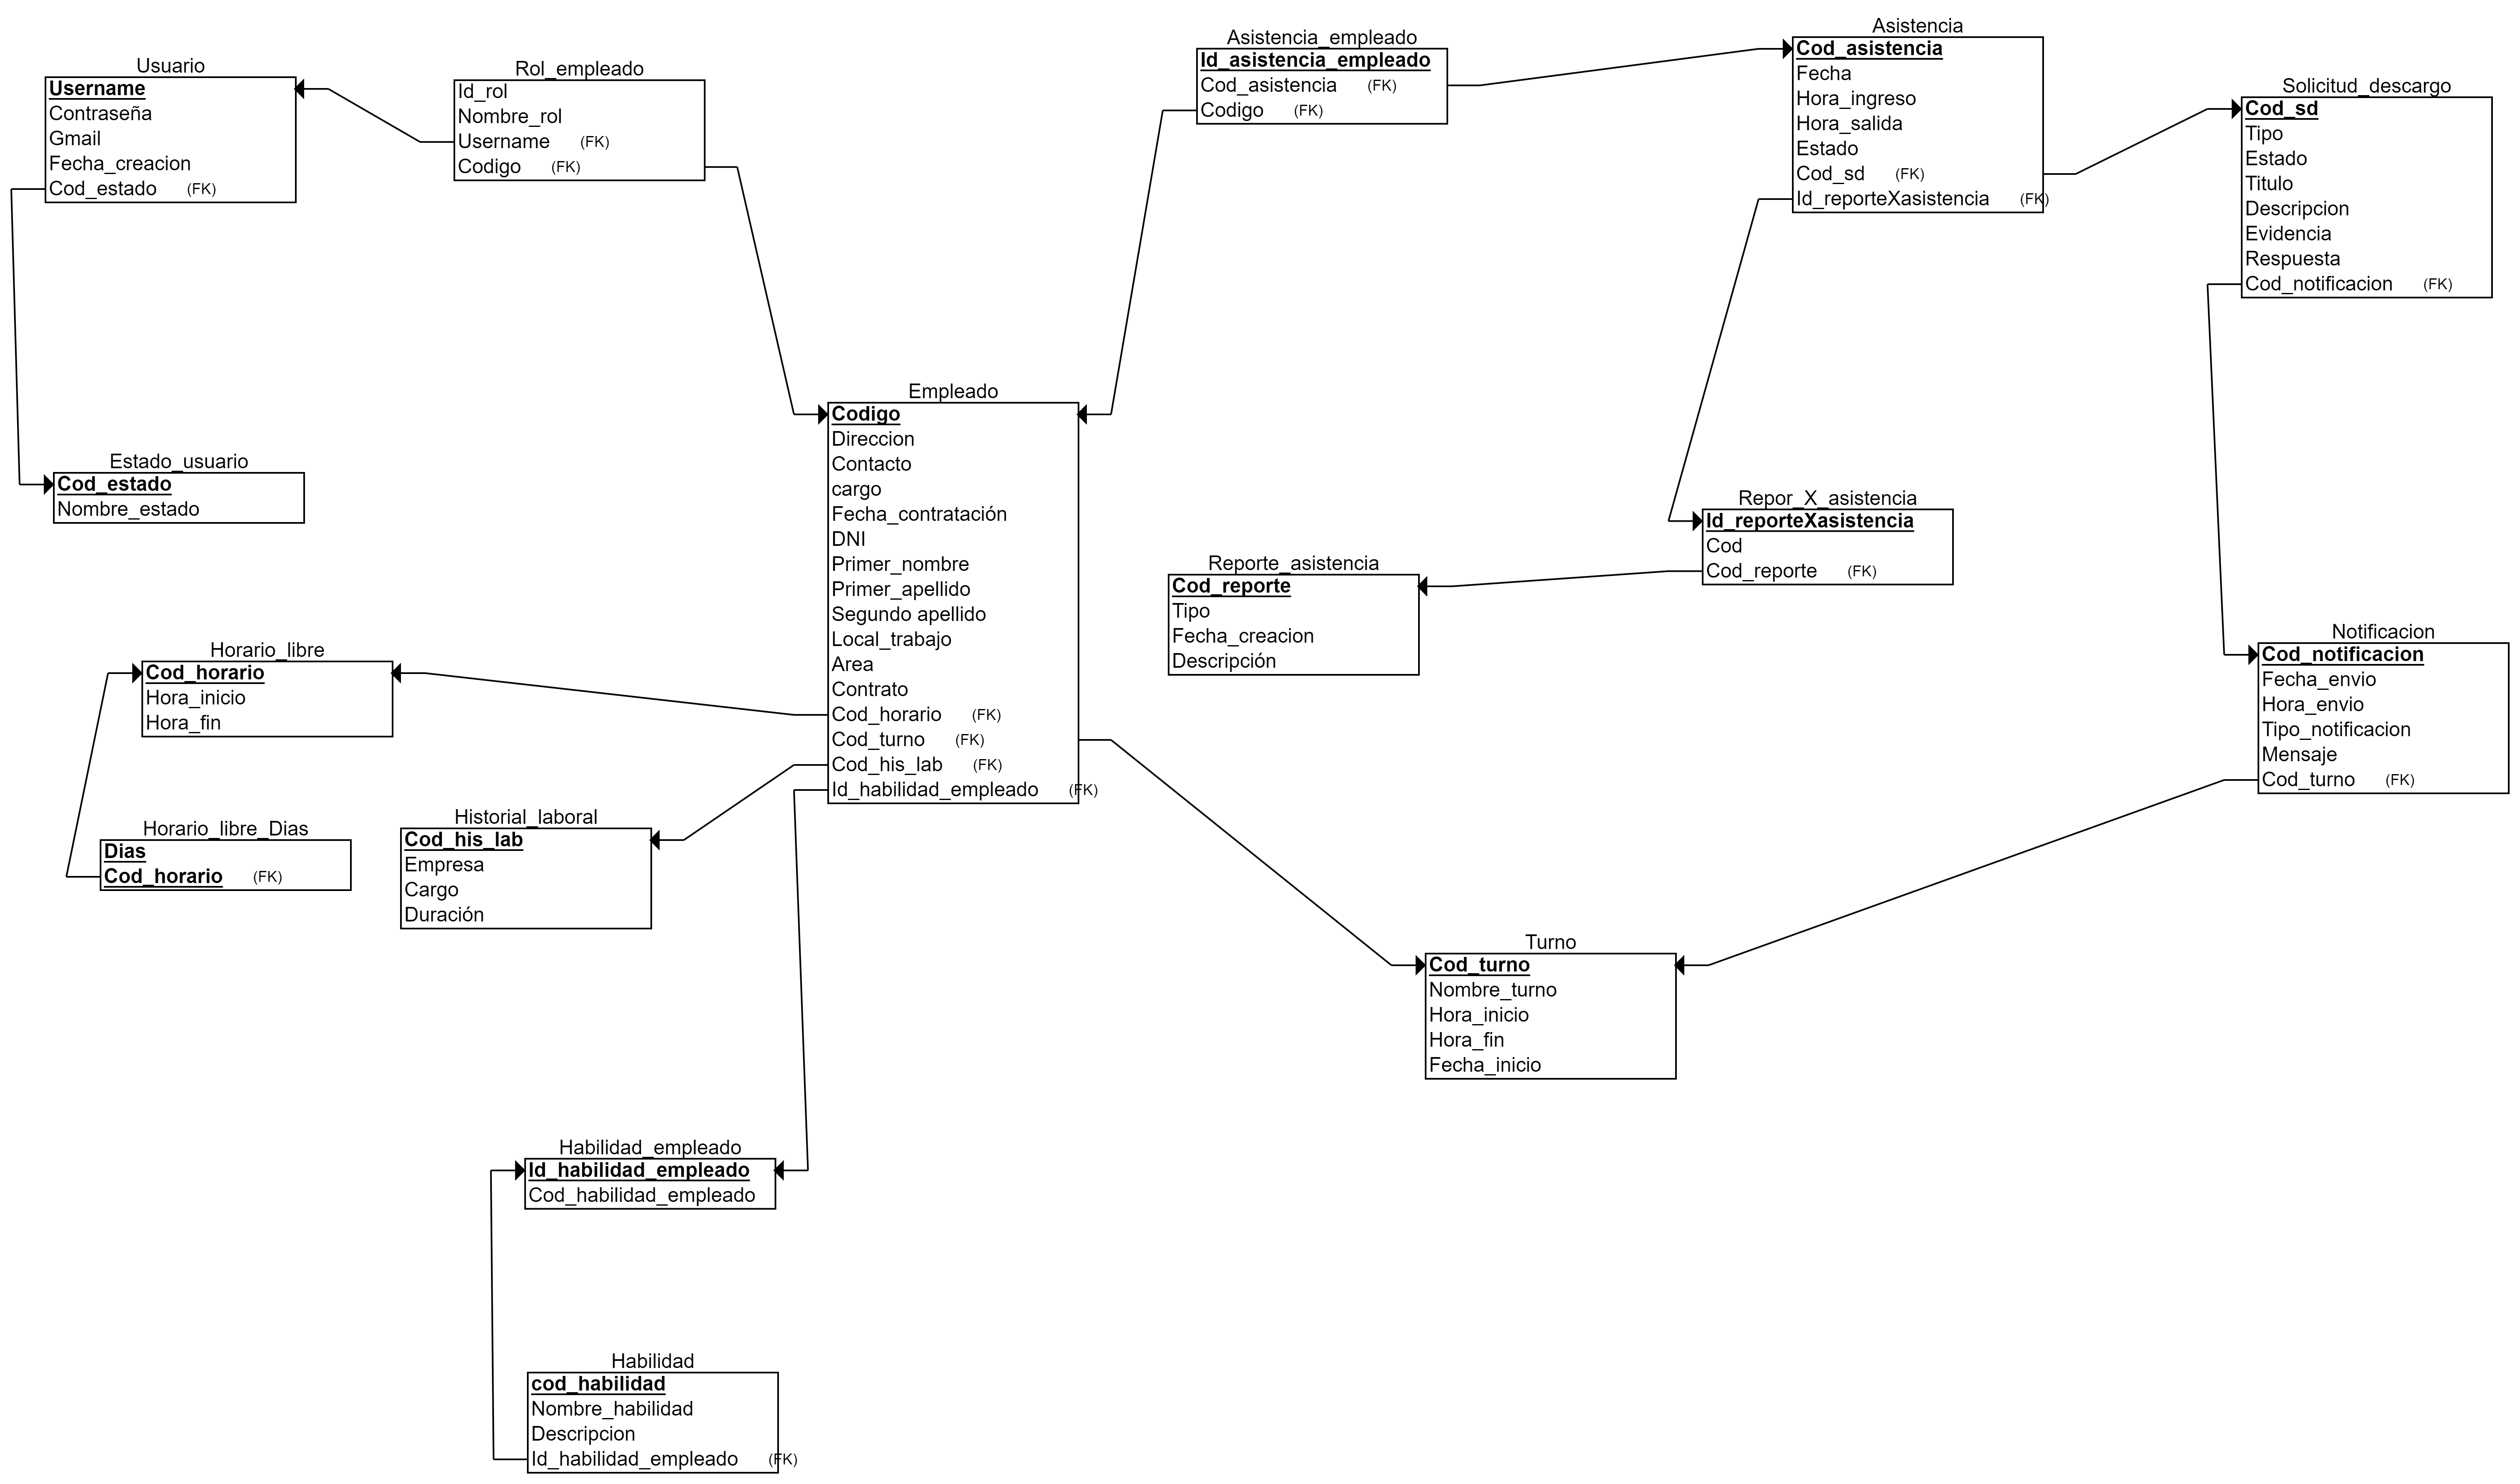 Usuario
Username
Contraseña
Gmail
Fecha_creacion
Cod_estado (FK)
Rol_empleado
Id_rol
Nombre_rol
Username (FK)
Codigo (FK)
Asistencia_empleado
Id_asistencia_empleado
Cod_asistencia (FK)
Codigo (FK)
Asistencia
Cod_asistencia
Fecha
Hora_ingreso
Hora_salida
Estado
Cod_sd (FK)
Id_reporteXasistencia (FK)
Solicitud_descargo
Cod_sd
Tipo
Estado
Titulo
Descripcion
Evidencia
Respuesta
Cod_notificacion (FK)
Empleado
Codigo
Direccion
Contacto
cargo
Fecha_contratación
DNI
Primer_nombre
Primer_apellido
Segundo apellido
Local_trabajo
Area
Contrato
Cod_horario (FK)
Cod_turno (FK)
Cod_his_lab (FK)
Id_habilidad_empleado (FK)
Estado_usuario
Cod_estado
Nombre_estado
Repor_X_asistencia
Id_reporteXasistencia
Cod
Cod_reporte (FK)
Reporte_asistencia
Cod_reporte
Tipo
Fecha_creacion
Descripción
Notificacion
Cod_notificacion
Fecha_envio
Hora_envio
Tipo_notificacion
Mensaje
Cod_turno (FK)
Horario_libre
Cod_horario
Hora_inicio
Hora_fin
Horario_libre_Dias
Dias
Cod_horario (FK)
Historial_laboral
Cod_his_lab
Empresa
Cargo
Duración
Turno
Cod_turno
Nombre_turno
Hora_inicio
Hora_fin
Fecha_inicio
Habilidad_empleado
Id_habilidad_empleado
Cod_habilidad_empleado
Habilidad
cod_habilidad
Nombre_habilidad
Descripcion
Id_habilidad_empleado (FK)